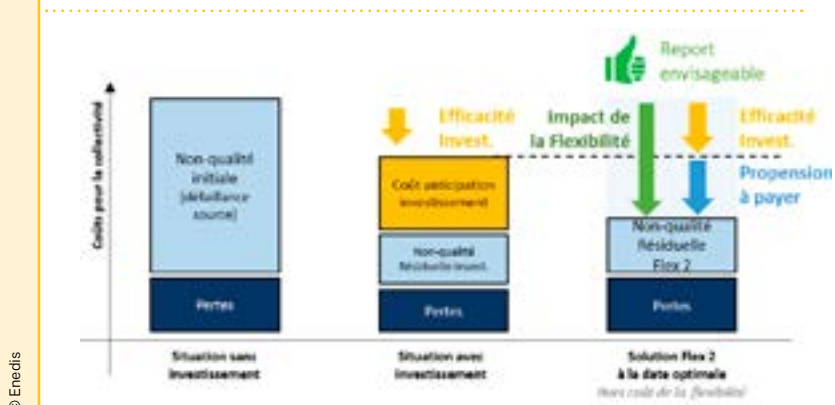 Report
envisageable
Efficacité
Invest.
Impact de
la Flexibilité
Efficacité
Invest.
Propension
à payer
Coûts pour la collectivité
Non-qualité
initiale
(défaillance
source)
Pertes
Coût anticipation
investissement
Non-qualité
Résiduelle Invest.
Pertes
Non-qualité
Résiduelle
Flex 2
Pertes
Situation sans
investissement
Situation avec
investissement
Solution Flex 2
à la date optimale
Hors coût de la flexibilité
© Enedis